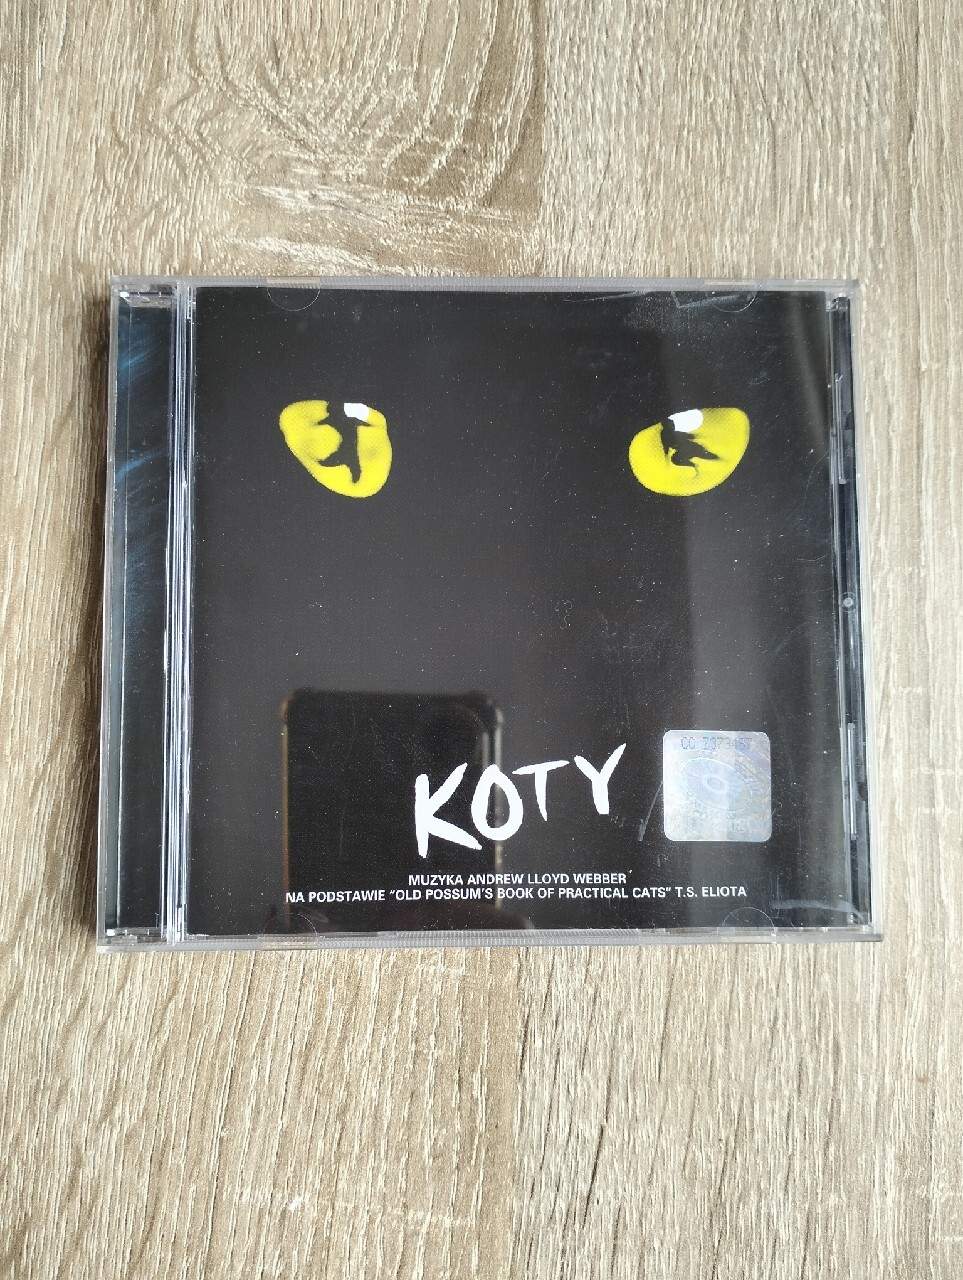 KOTY
MUZYKA ANDREW LLOYD WEBBER
NA PODSTAWIE "OLD POSSUM'S BOOK OF PRACTICAL CATS" T.S. ELIOTA